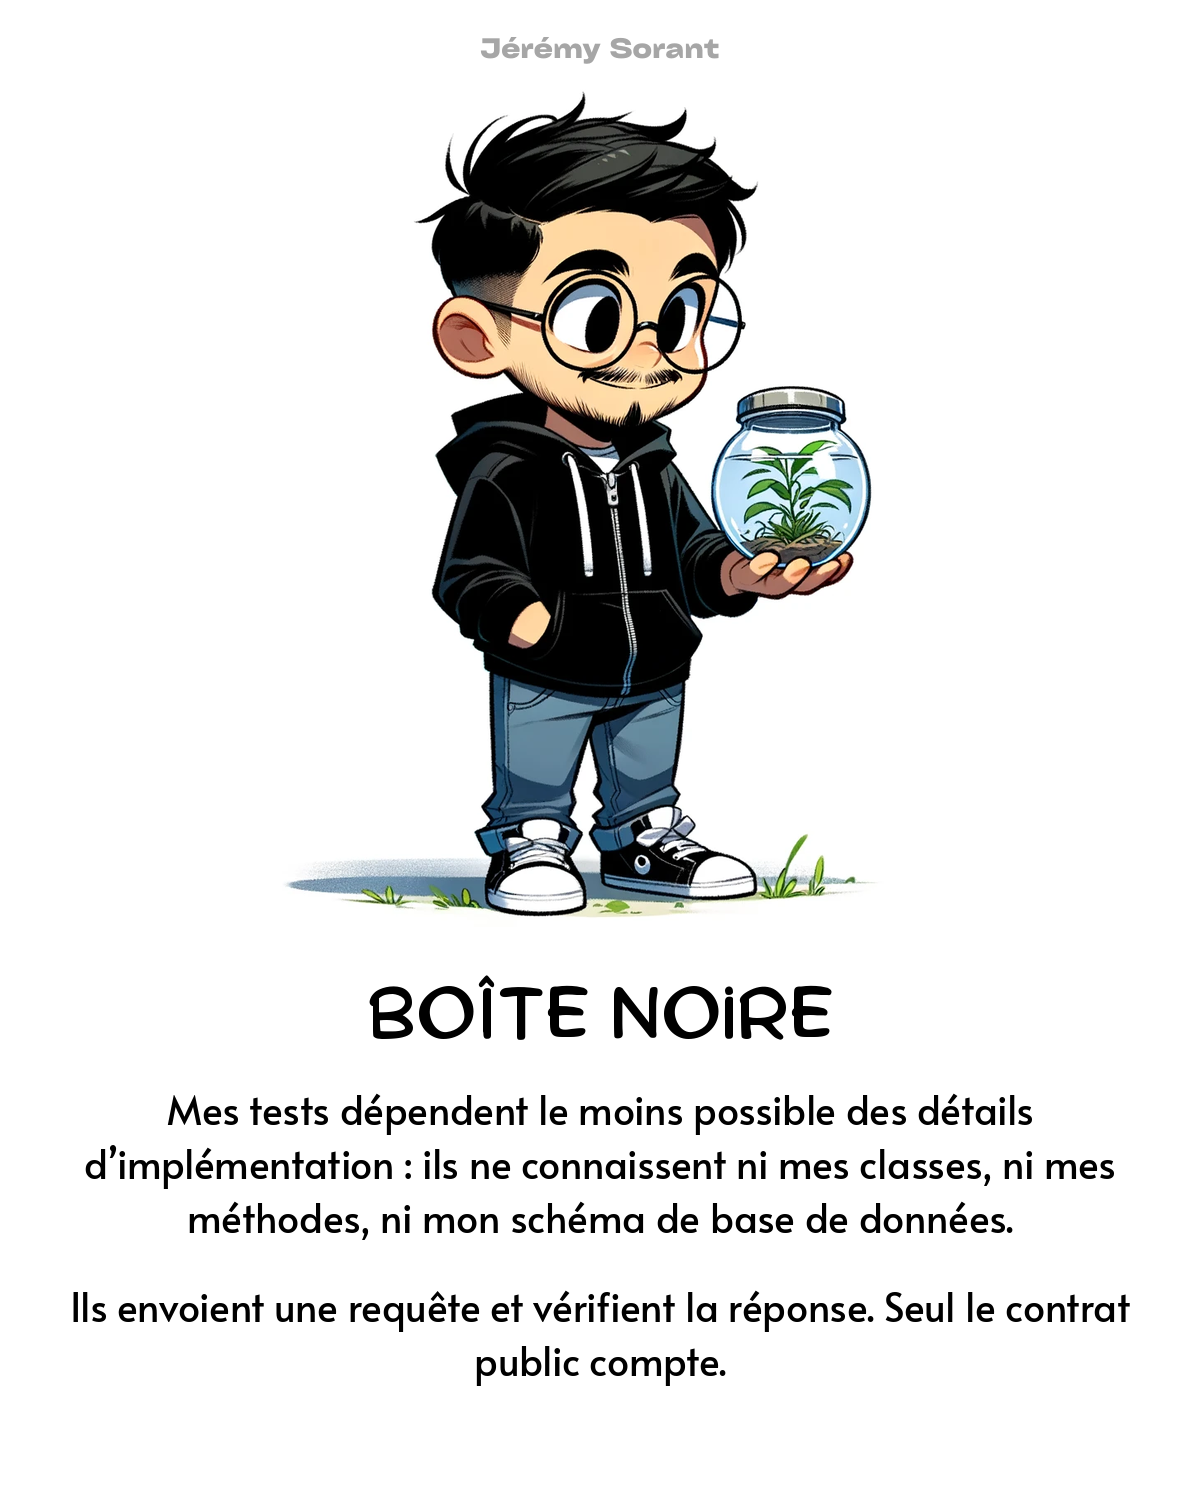 Jérémy Sorant
BOÎTE NOiRE
Mes tests dépendent le moins possible des détails
d’implémentation : ils ne connaissent ni mes classes, ni mes
méthodes, ni mon schéma de base de données.
Ils envoient une requête et vérifient la réponse. Seul le contrat
public compte.